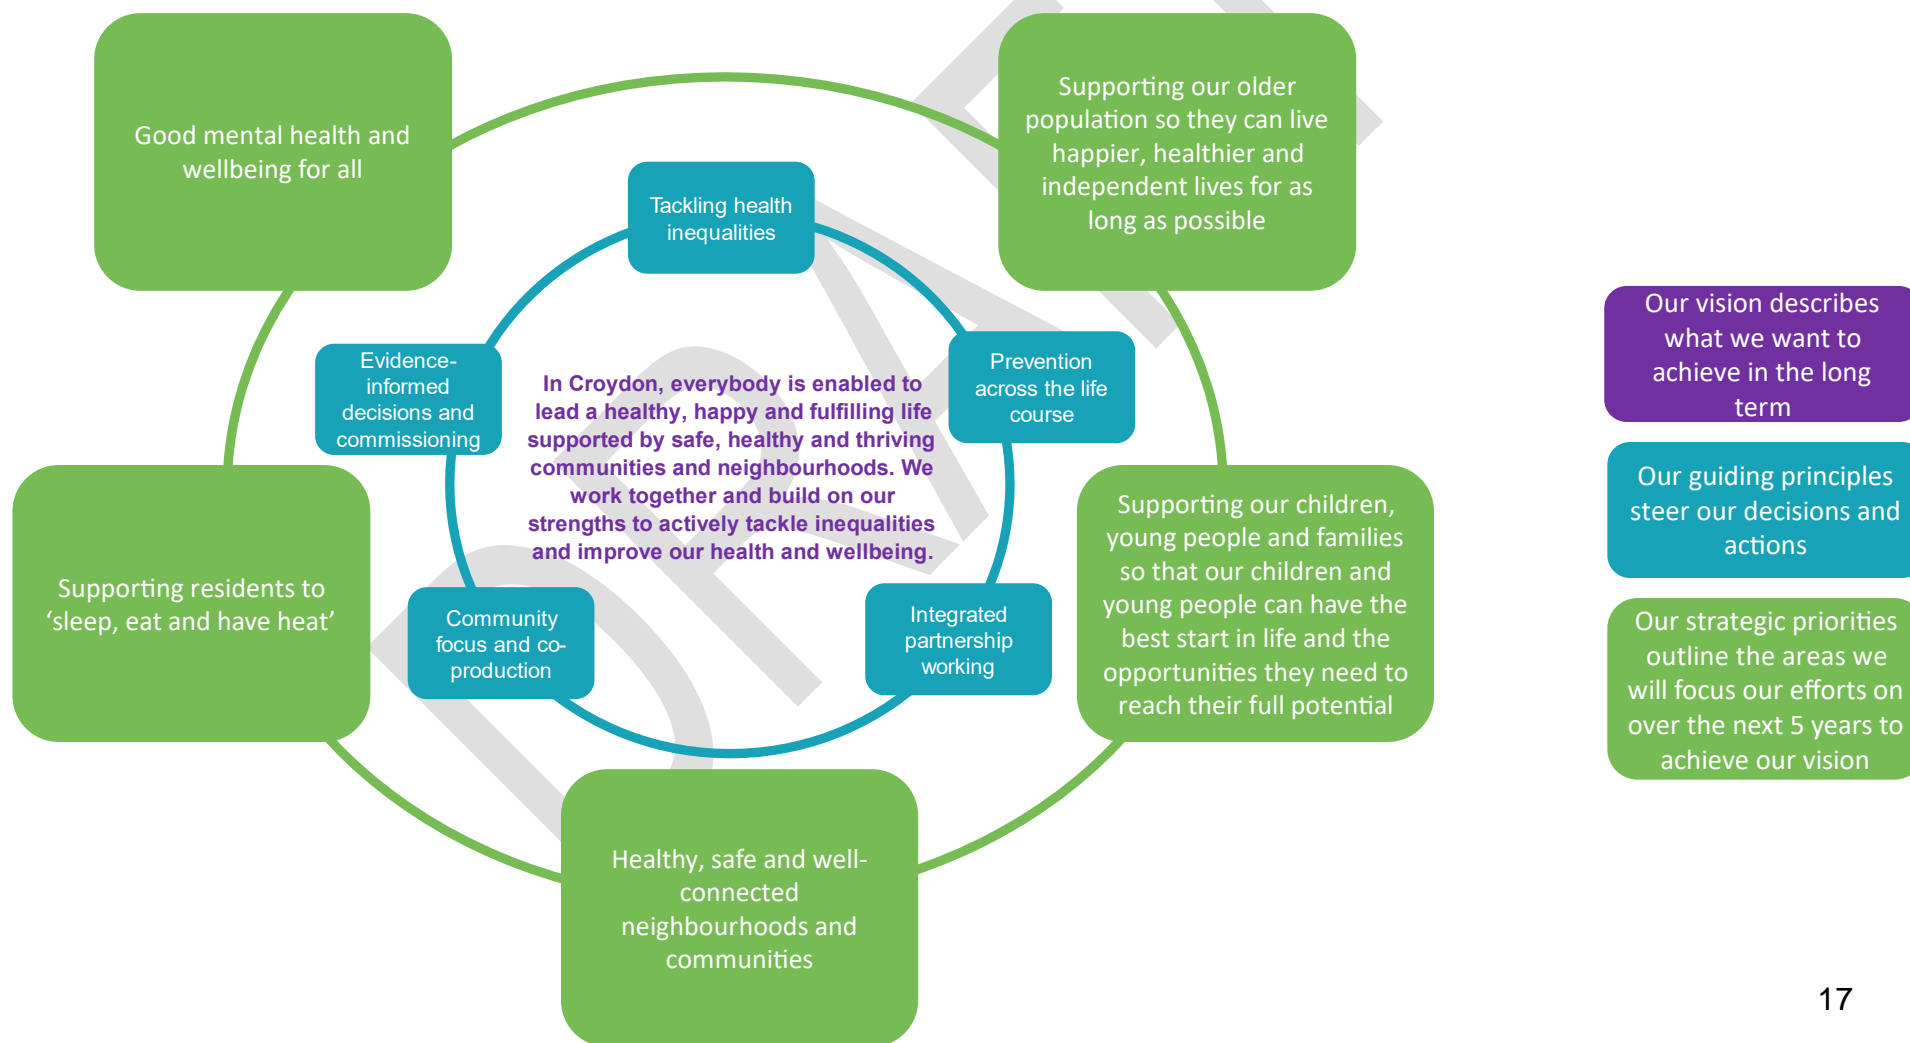 Good mental health and
wellbeing for all
Supporting our older
population so they can live
happier, healthier and
independent lives for as
long as possible
Tackling health
inequalities
Evidence-
informed
decisions and
commissioning
Prevention
across the life
course
In Croydon, everybody is enabled to
lead a healthy, happy and fulfilling life
supported by safe, healthy and thriving
communities and neighbourhoods. We
work together and build on our
strengths to actively tackle inequalities
and improve our health and wellbeing.
Supporting residents to
‘sleep, eat and have heat’
Community
focus and co-
production
Integrated
partnership
working
Supporting our children,
young people and families
so that our children and
young people can have the
best start in life and the
opportunities they need to
reach their full potential
Healthy, safe and well-
connected
neighbourhoods and
communities
Our vision describes
what we want to
achieve in the long
term
Our guiding principles
steer our decisions and
actions
Our strategic priorities
outline the areas we
will focus our efforts on
over the next 5 years to
achieve our vision
17
DRAFT